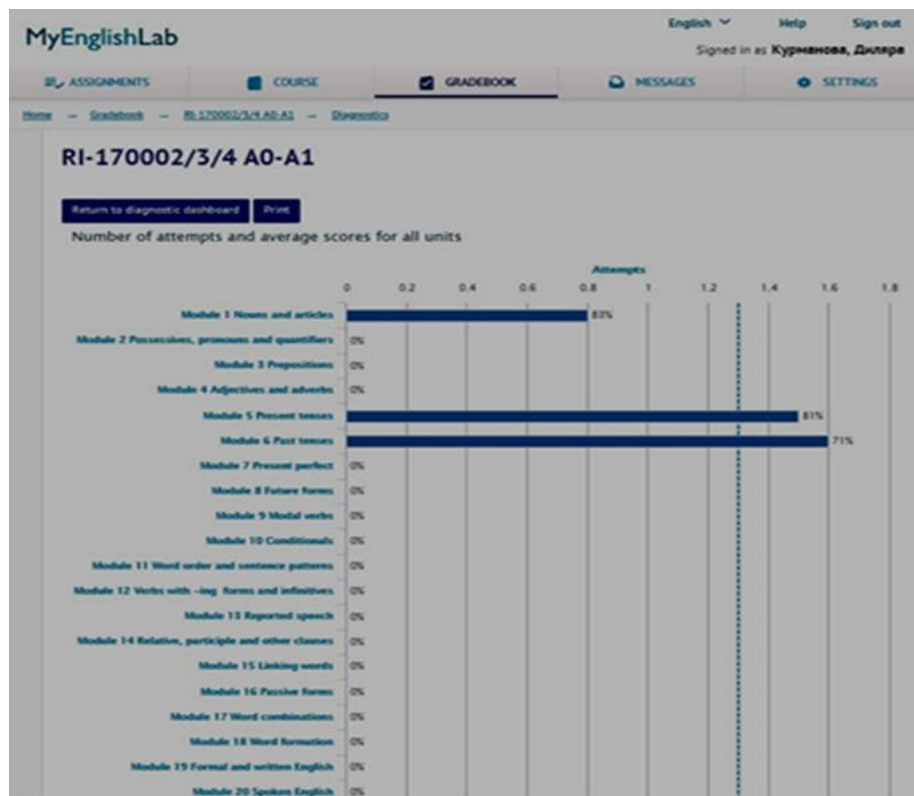 English Help Sign out
MyEnglishLab
Signed in as Курманова, Диляра
ASSIGNMENTS COURSE GRADEBOOK MESSAGES SETTINGS
Home → Gradebook → RI-170002/3/4 A0-A1 → Diagnostics
RI-170002/3/4 A0-A1
Return to diagnostic dashboard Print
Number of attempts and average scores for all units
Attempts
0 0.2 0.4 0.6 0.8 1 1.2 1.4 1.6 1.8
Module 1 Nouns and articles 83%
Module 2 Possessives, pronouns and quantifiers 0%
Module 3 Prepositions 0%
Module 4 Adjectives and adverbs 0%
Module 5 Present tenses 81%
Module 6 Past tenses 71%
Module 7 Present perfect 0%
Module 8 Future forms 0%
Module 9 Modal verbs 0%
Module 10 Conditionals 0%
Module 11 Word order and sentence patterns 0%
Module 12 Verbs with -ing forms and infinitives 0%
Module 13 Reported speech 0%
Module 14 Relative, participle and other clauses 0%
Module 15 Linking words 0%
Module 16 Passive forms 0%
Module 17 Word combinations 0%
Module 18 Word formation 0%
Module 19 Formal and written English 0%
Module 20 Spoken English 0%